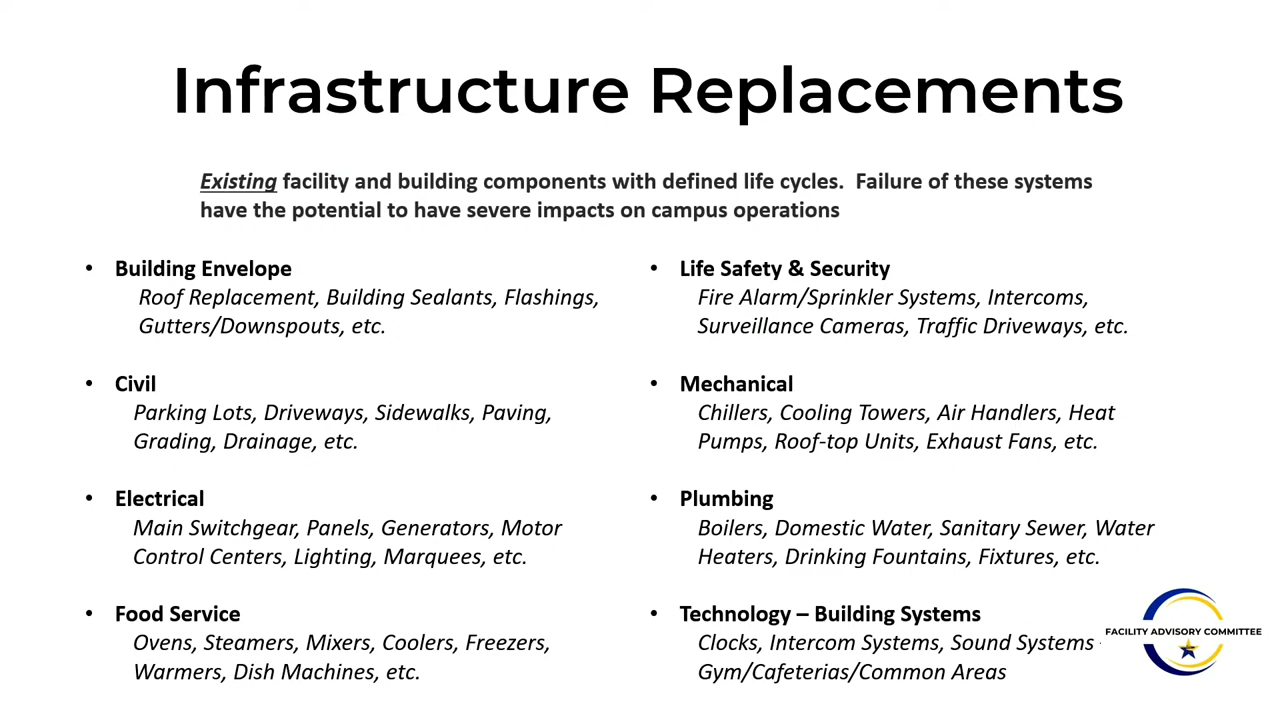 Infrastructure Replacements
Existing facility and building components with defined life cycles.  Failure of these systems
have the potential to have severe impacts on campus operations
• Building Envelope
Roof Replacement, Building Sealants, Flashings,
Gutters/Downspouts, etc.
• Civil
Parking Lots, Driveways, Sidewalks, Paving,
Grading, Drainage, etc.
• Electrical
Main Switchgear, Panels, Generators, Motor
Control Centers, Lighting, Marquees, etc.
• Food Service
Ovens, Steamers, Mixers, Coolers, Freezers,
Warmers, Dish Machines, etc.
• Life Safety & Security
Fire Alarm/Sprinkler Systems, Intercoms,
Surveillance Cameras, Traffic Driveways, etc.
• Mechanical
Chillers, Cooling Towers, Air Handlers, Heat
Pumps, Roof-top Units, Exhaust Fans, etc.
• Plumbing
Boilers, Domestic Water, Sanitary Sewer, Water
Heaters, Drinking Fountains, Fixtures, etc.
• Technology – Building Systems
Clocks, Intercom Systems, Sound Systems -
Gym/Cafeterias/Common Areas
FACILITY ADVISORY COMMITTEE